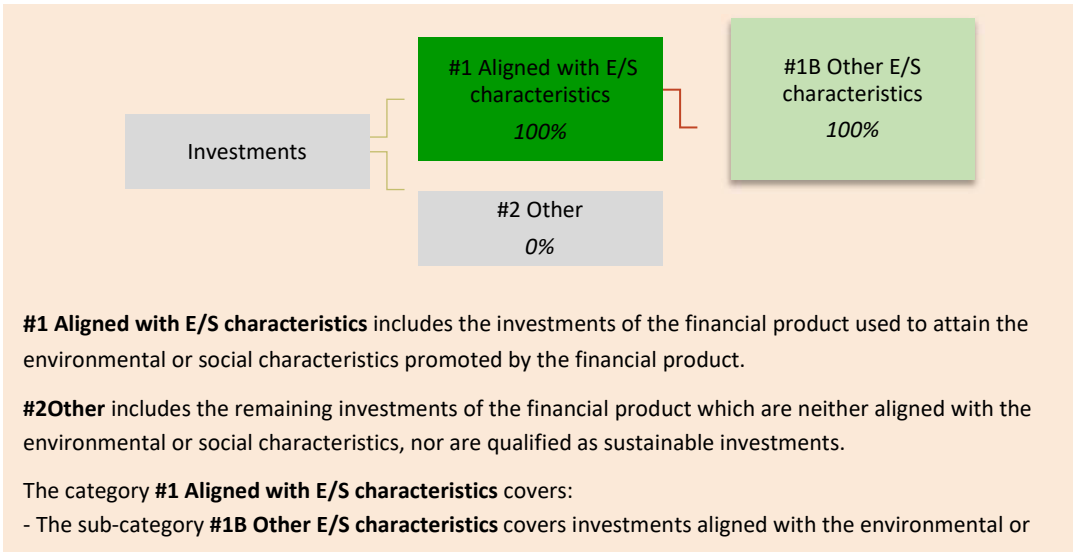 #1 Aligned with E/S
characteristics
100%
#1B Other E/S
characteristics
100%
Investments
#2 Other
0%
#1 Aligned with E/S characteristics includes the investments of the financial product used to attain the
environmental or social characteristics promoted by the financial product.
#2Other includes the remaining investments of the financial product which are neither aligned with the
environmental or social characteristics, nor are qualified as sustainable investments.
The category #1 Aligned with E/S characteristics covers:
- The sub-category #1B Other E/S characteristics covers investments aligned with the environmental or